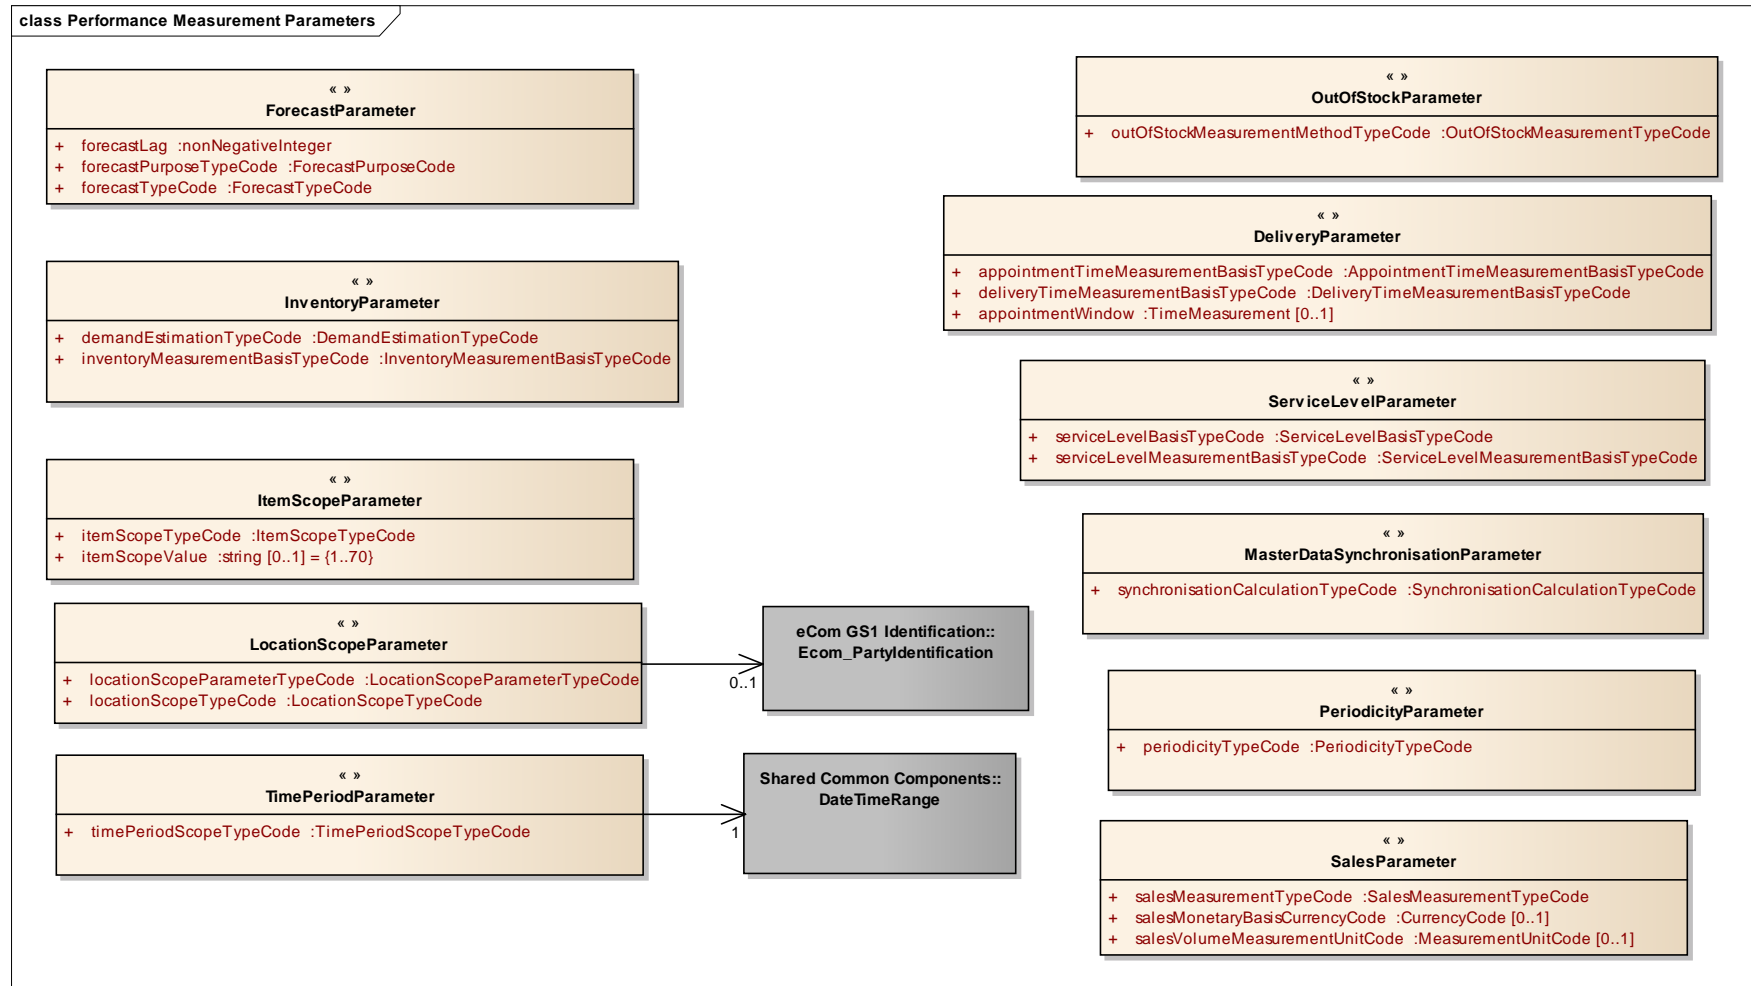 class Performance Measurement Parameters
« »
ForecastParameter
+ forecastLag :nonNegativeInteger
+ forecastPurposeTypeCode :ForecastPurposeCode
+ forecastTypeCode :ForecastTypeCode
« »
InventoryParameter
+ demandEstimationTypeCode :DemandEstimationTypeCode
+ inventoryMeasurementBasisTypeCode :InventoryMeasurementBasisTypeCode
« »
ItemScopeParameter
+ itemScopeTypeCode :ItemScopeTypeCode
+ itemScopeValue :string [0..1] = {1..70}
« »
LocationScopeParameter
+ locationScopeParameterTypeCode :LocationScopeParameterTypeCode
+ locationScopeTypeCode :LocationScopeTypeCode
0..1
eCom GS1 Identification::
Ecom_PartyIdentification
« »
TimePeriodParameter
+ timePeriodScopeTypeCode :TimePeriodScopeTypeCode
1
Shared Common Components::
DateTimeRange
« »
OutOfStockParameter
+ outOfStockMeasurementMethodTypeCode :OutOfStockMeasurementTypeCode
« »
DeliveryParameter
+ appointmentTimeMeasurementBasisTypeCode :AppointmentTimeMeasurementBasisTypeCode
+ deliveryTimeMeasurementBasisTypeCode :DeliveryTimeMeasurementBasisTypeCode
+ appointmentWindow :TimeMeasurement [0..1]
« »
ServiceLevelParameter
+ serviceLevelBasisTypeCode :ServiceLevelBasisTypeCode
+ serviceLevelMeasurementBasisTypeCode :ServiceLevelMeasurementBasisTypeCode
« »
MasterDataSynchronisationParameter
+ synchronisationCalculationTypeCode :SynchronisationCalculationTypeCode
« »
PeriodicityParameter
+ periodicityTypeCode :PeriodicityTypeCode
« »
SalesParameter
+ salesMeasurementTypeCode :SalesMeasurementTypeCode
+ salesMonetaryBasisCurrencyCode :CurrencyCode [0..1]
+ salesVolumeMeasurementUnitCode :MeasurementUnitCode [0..1]